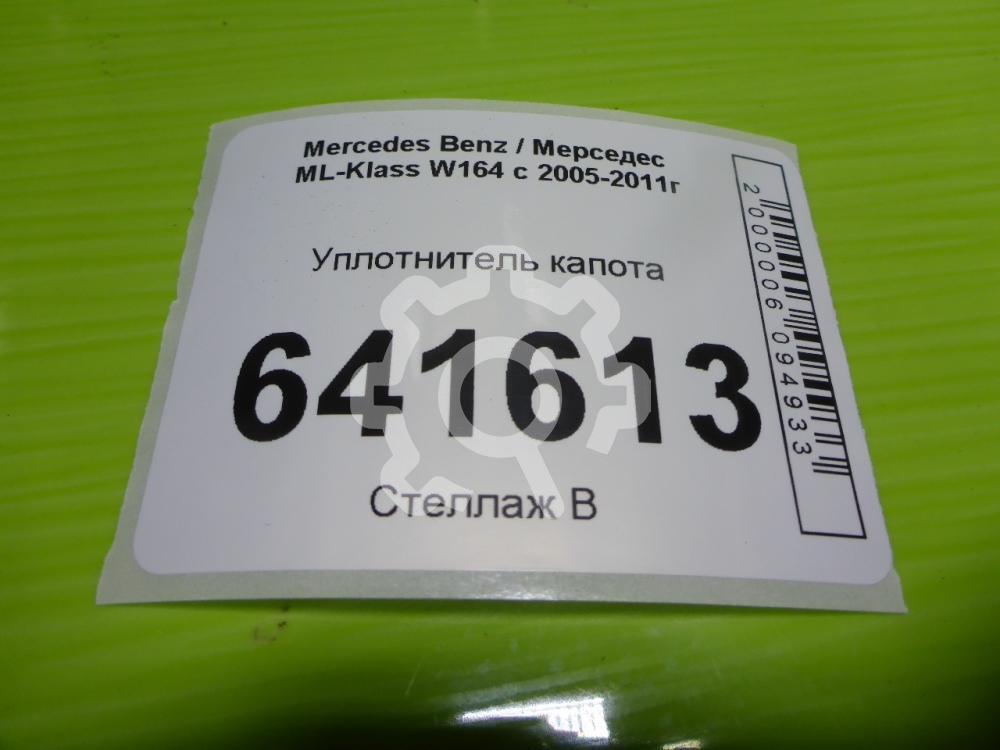 Mercedes Benz / Мерседес
ML-Klass W164 с 2005-2011г
Уплотнитель капота
641613
Стеллаж В
2000006094933